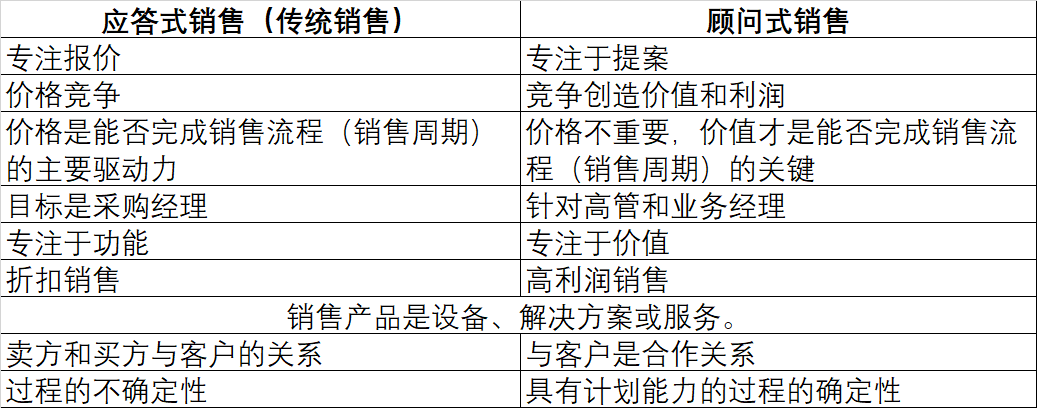 应答式销售（传统销售） 顾问式销售
专注报价 专注于提案
价格竞争 竞争创造价值和利润
价格是能否完成销售流程（销售周期） 价格不重要，价值才是能否完成销售流
的主要驱动力 程（销售周期）的关键
目标是采购经理 针对高管和业务经理
专注于功能 专注于价值
折扣销售 高利润销售
销售产品是设备、解决方案或服务。
卖方和买方与客户的关系 与客户是合作关系
过程的不确定性 具有计划能力的过程的确定性